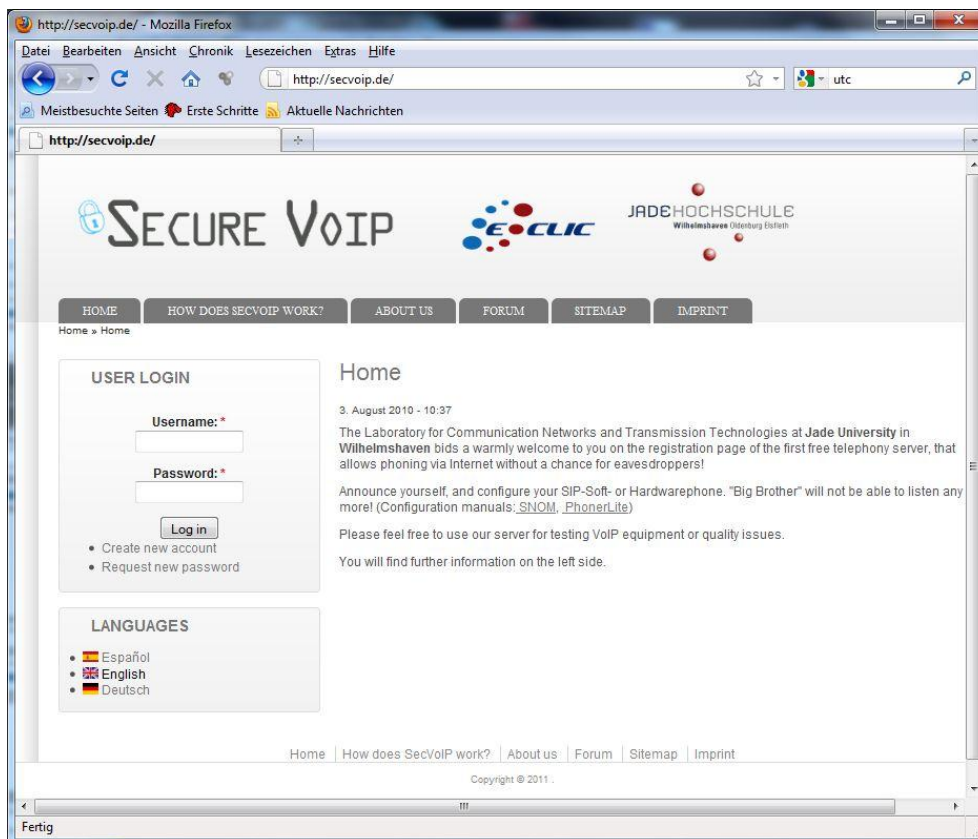 http://secvoip.de/ - Mozilla Firefox
Datei Bearbeiten Ansicht Chronik Lesezeichen Extras Hilfe
http://secvoip.de/
utc
Meistbesuchte Seiten Erste Schritte Aktuelle Nachrichten
http://secvoip.de/
SECURE VOIP
E CLIC
JADEHOCHSCHULE
Wilhelmshaven Oldenburg Elsfleth
HOME HOW DOES SECVOIP WORK? ABOUT US FORUM SITEMAP IMPRINT
Home » Home
USER LOGIN
Username: *
Password: *
Log in
Create new account
Request new password
LANGUAGES
Español
English
Deutsch
Home
3. August 2010 - 10:37
The Laboratory for Communication Networks and Transmission Technologies at Jade University in
Wilhelmshaven bids a warmly welcome to you on the registration page of the first free telephony server, that
allows phoning via Internet without a chance for eavesdroppers!
Announce yourself, and configure your SIP-Soft- or Hardwarephone. "Big Brother" will not be able to listen any
more! (Configuration manuals: SNOM, PhonerLite)
Please feel free to use our server for testing VoIP equipment or quality issues.
You will find further information on the left side.
Home How does SecVoIP work? About us Forum Sitemap Imprint
Copyright © 2011 .
Fertig